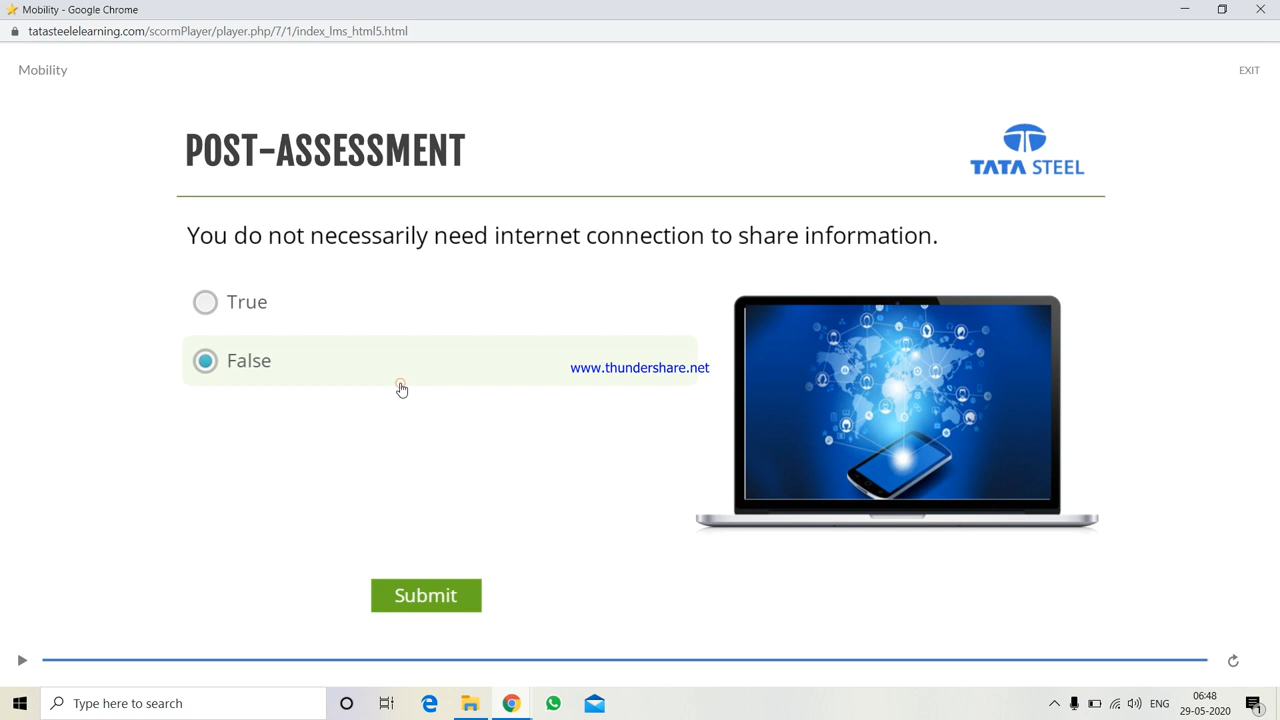 Mobility - Google Chrome
tatasteelelearning.com/scormPlayer/player.php/7/1/index_lms_html5.html
Mobility
EXIT
POST-ASSESSMENT
TATA STEEL
You do not necessarily need internet connection to share information.
True
False
www.thundershare.net
Submit
Type here to search
ENG
06:48
29-05-2020
1